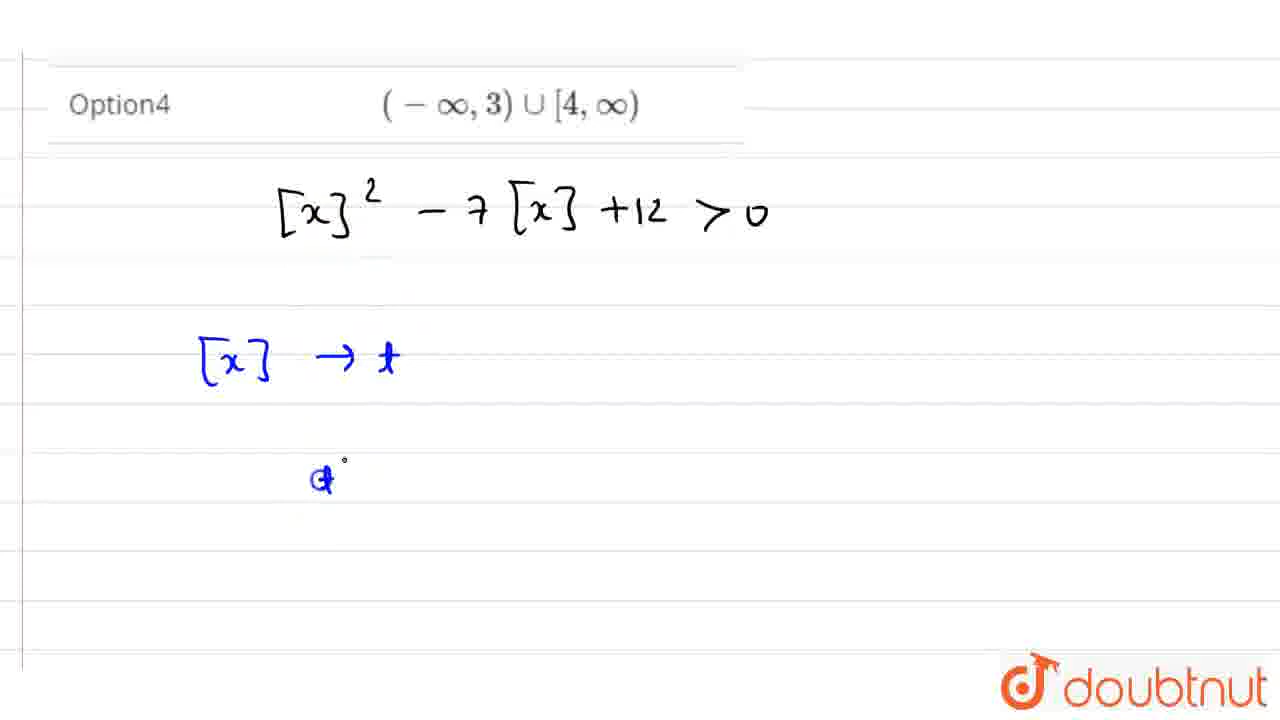 Option4 (−∞, 3) ∪ [4, ∞)
[x]² − 7[x] + 12 > 0
[x] → t
t
doubtnut